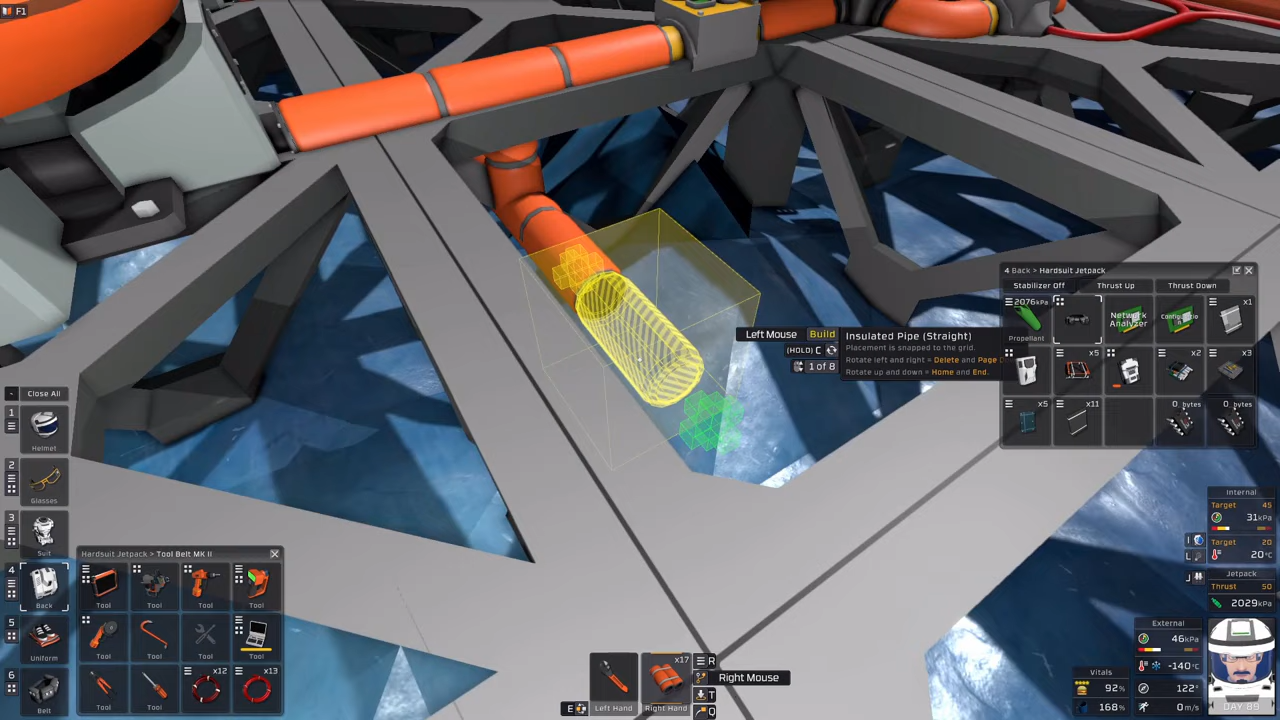 F1
Left Mouse Build
(HOLD) C
1 of 8
Insulated Pipe (Straight)
Placement is snapped to the grid.
Rotate left and right = Delete and Page
Rotate up and down = Home and End.
4 Back > Hardsuit Jetpack
Stabilizer Off Thrust Up Thrust Down
2076kPa
Propellant
Network Analyzer
x1
x5
x2
x3
x5
x11
0 bytes
0 bytes
Close All
1
Helmet
2
Glasses
3
Suit
4
Back
5
Uniform
6
Belt
Hardsuit Jetpack > Tool Belt MK II
Tool Tool Tool Tool
Tool Tool Tool Tool
x12 x13
Tool Tool Tool Tool
E
Left Hand
x17
Right Hand
R
Right Mouse
T
Q
Internal
Target 45
31kPa
Target 20
20°C
Jetpack
Thrust 50
2029kPa
External
46kPa
-140°C
122°
0m/s
Vitals
92%
168%
DAY 89